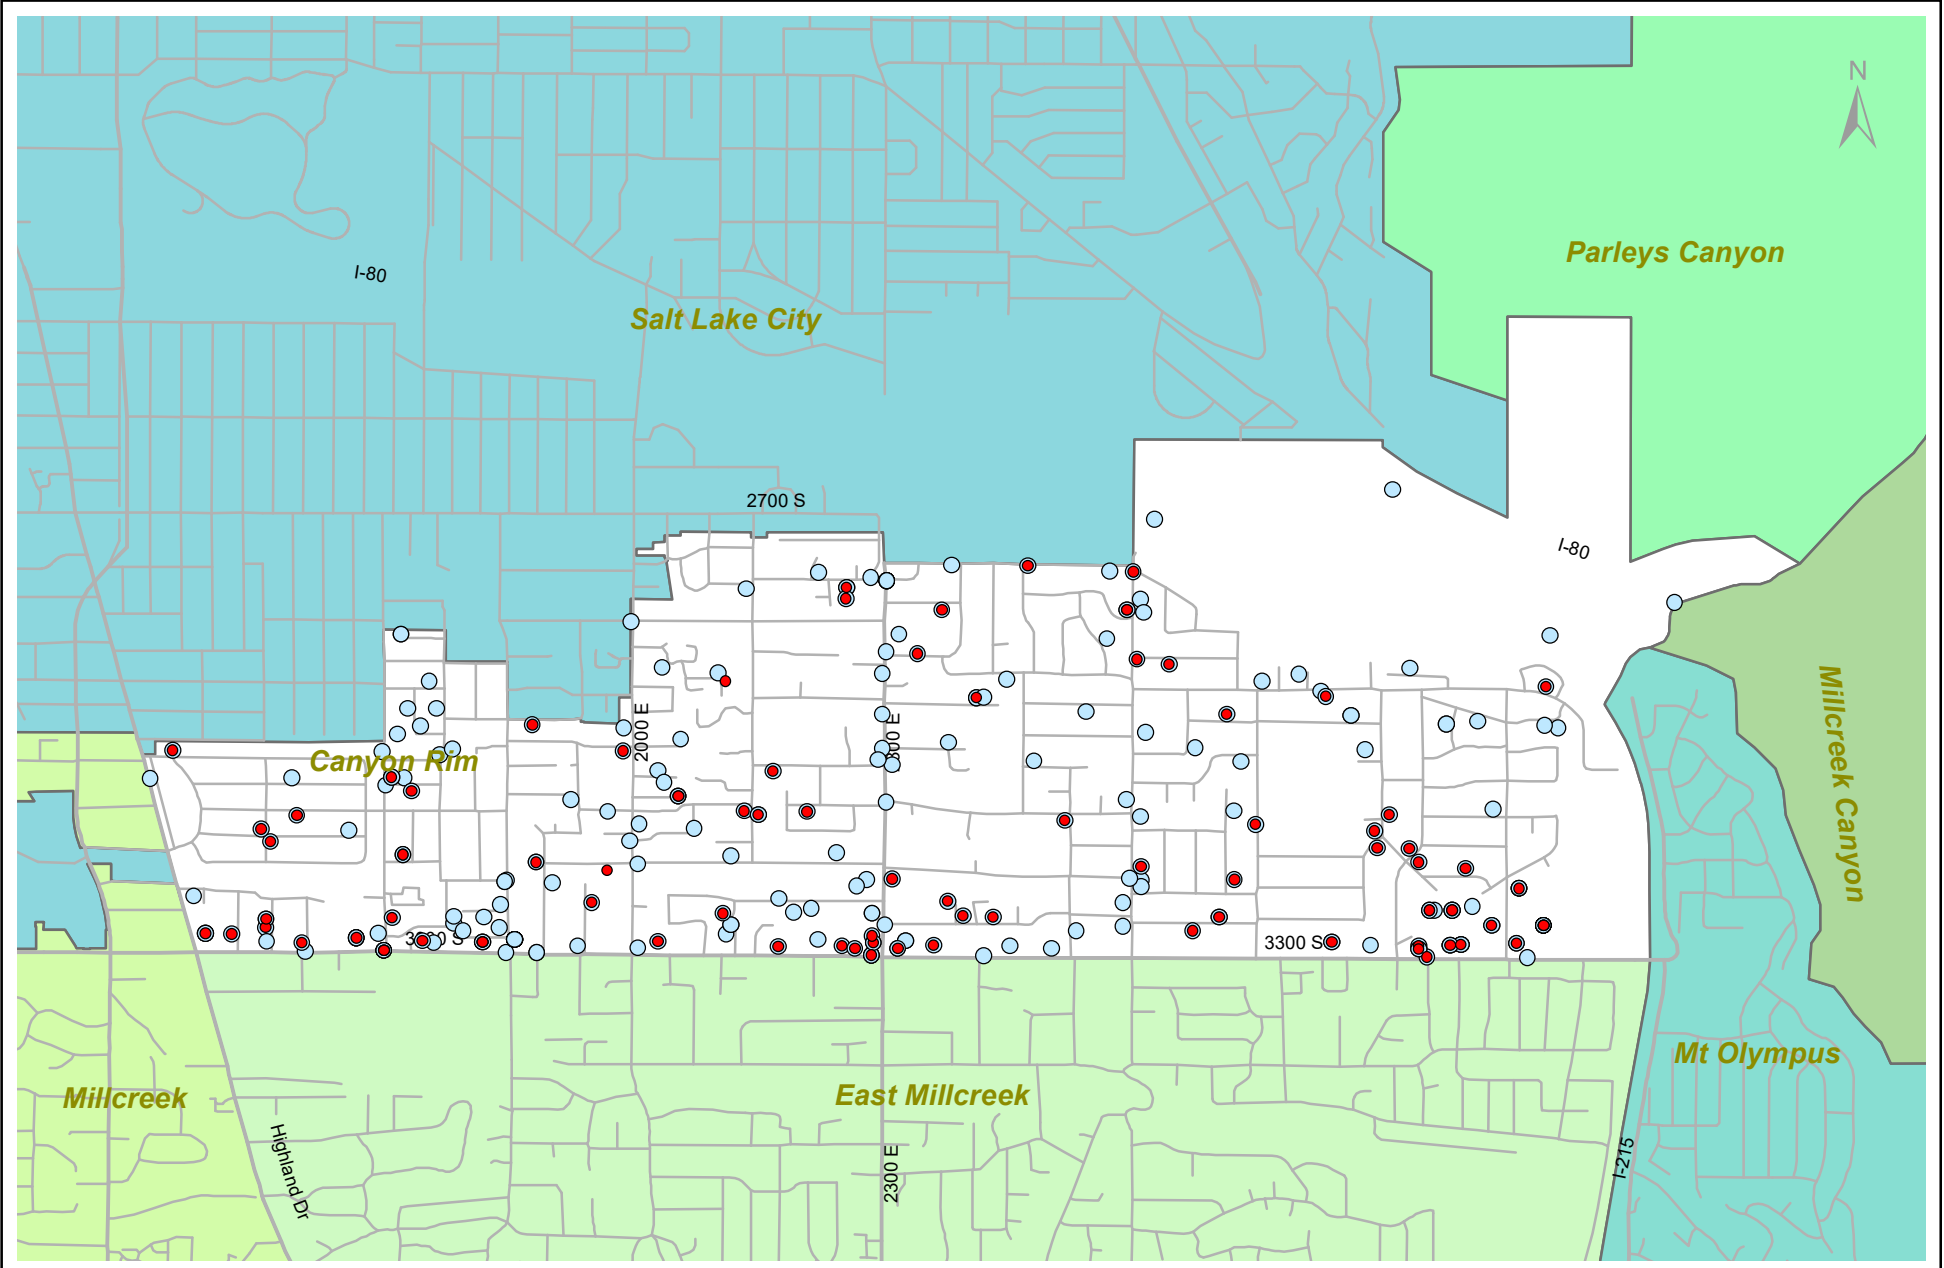 N
Parleys Canyon
I-80
Salt Lake City
2700 S
I-80
2000 E
Canyon Rim
Millcreek Canyon
3300 S
Mt Olympus
Millcreek
East Millcreek
Highland Dr
2300 E
I-215